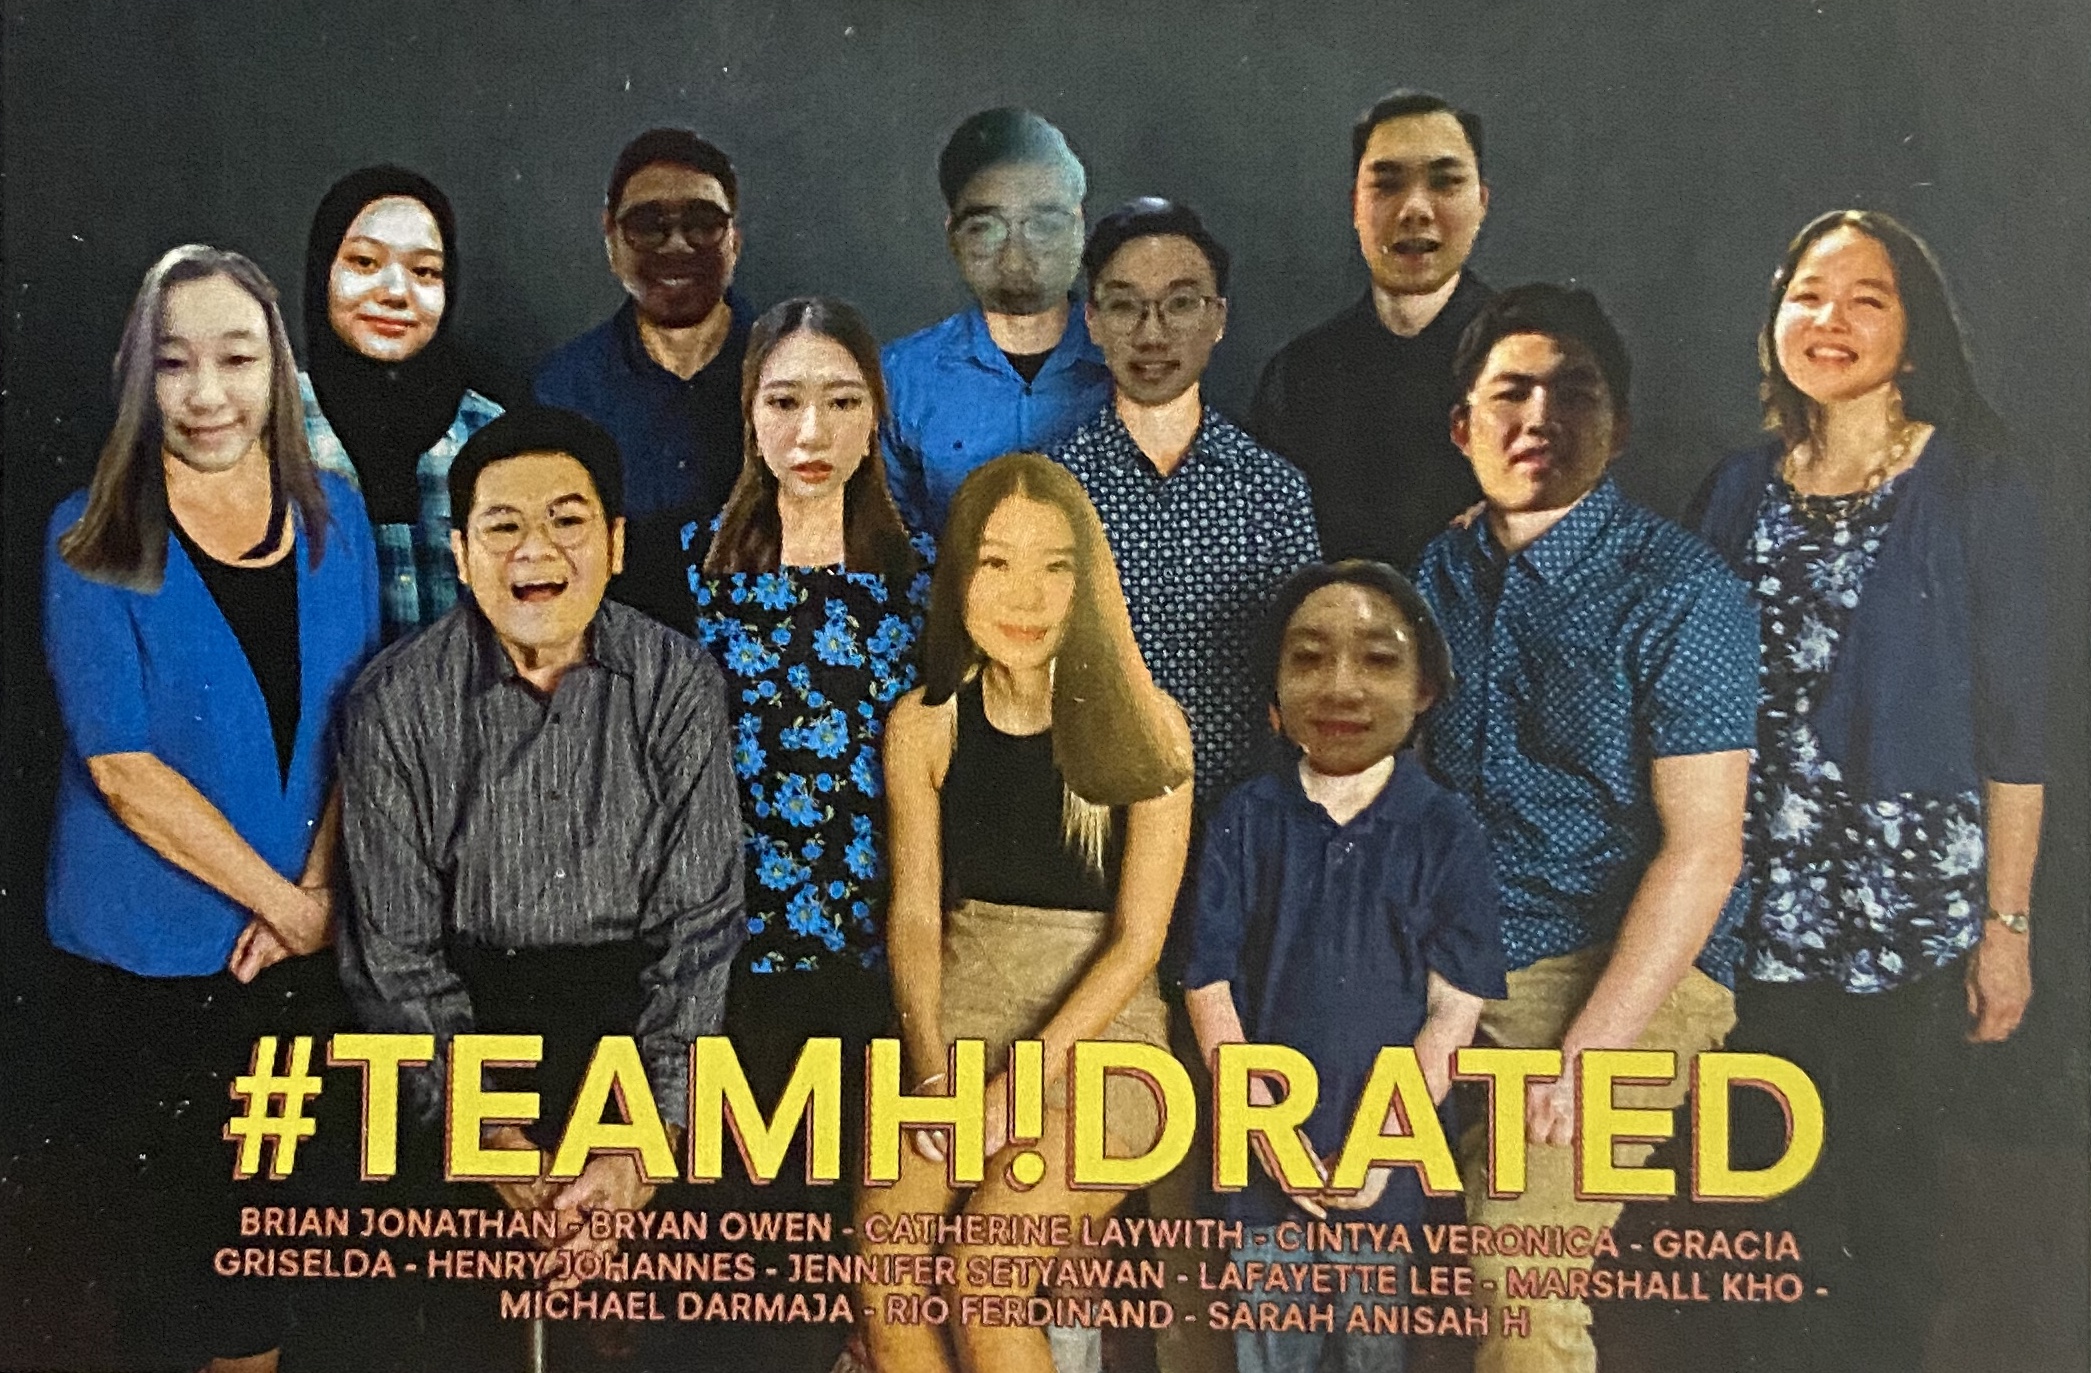 #TEAMH!DRATED
BRIAN JONATHAN - BRYAN OWEN - CATHERINE LAYWITH - CINTYA VERONICA - GRACIA
GRISELDA - HENRY JOHANNES - JENNIFER SETYAWAN - LAFAYETTE LEE - MARSHALL KHO -
MICHAEL DARMAJA - RIO FERDINAND - SARAH ANISAH H